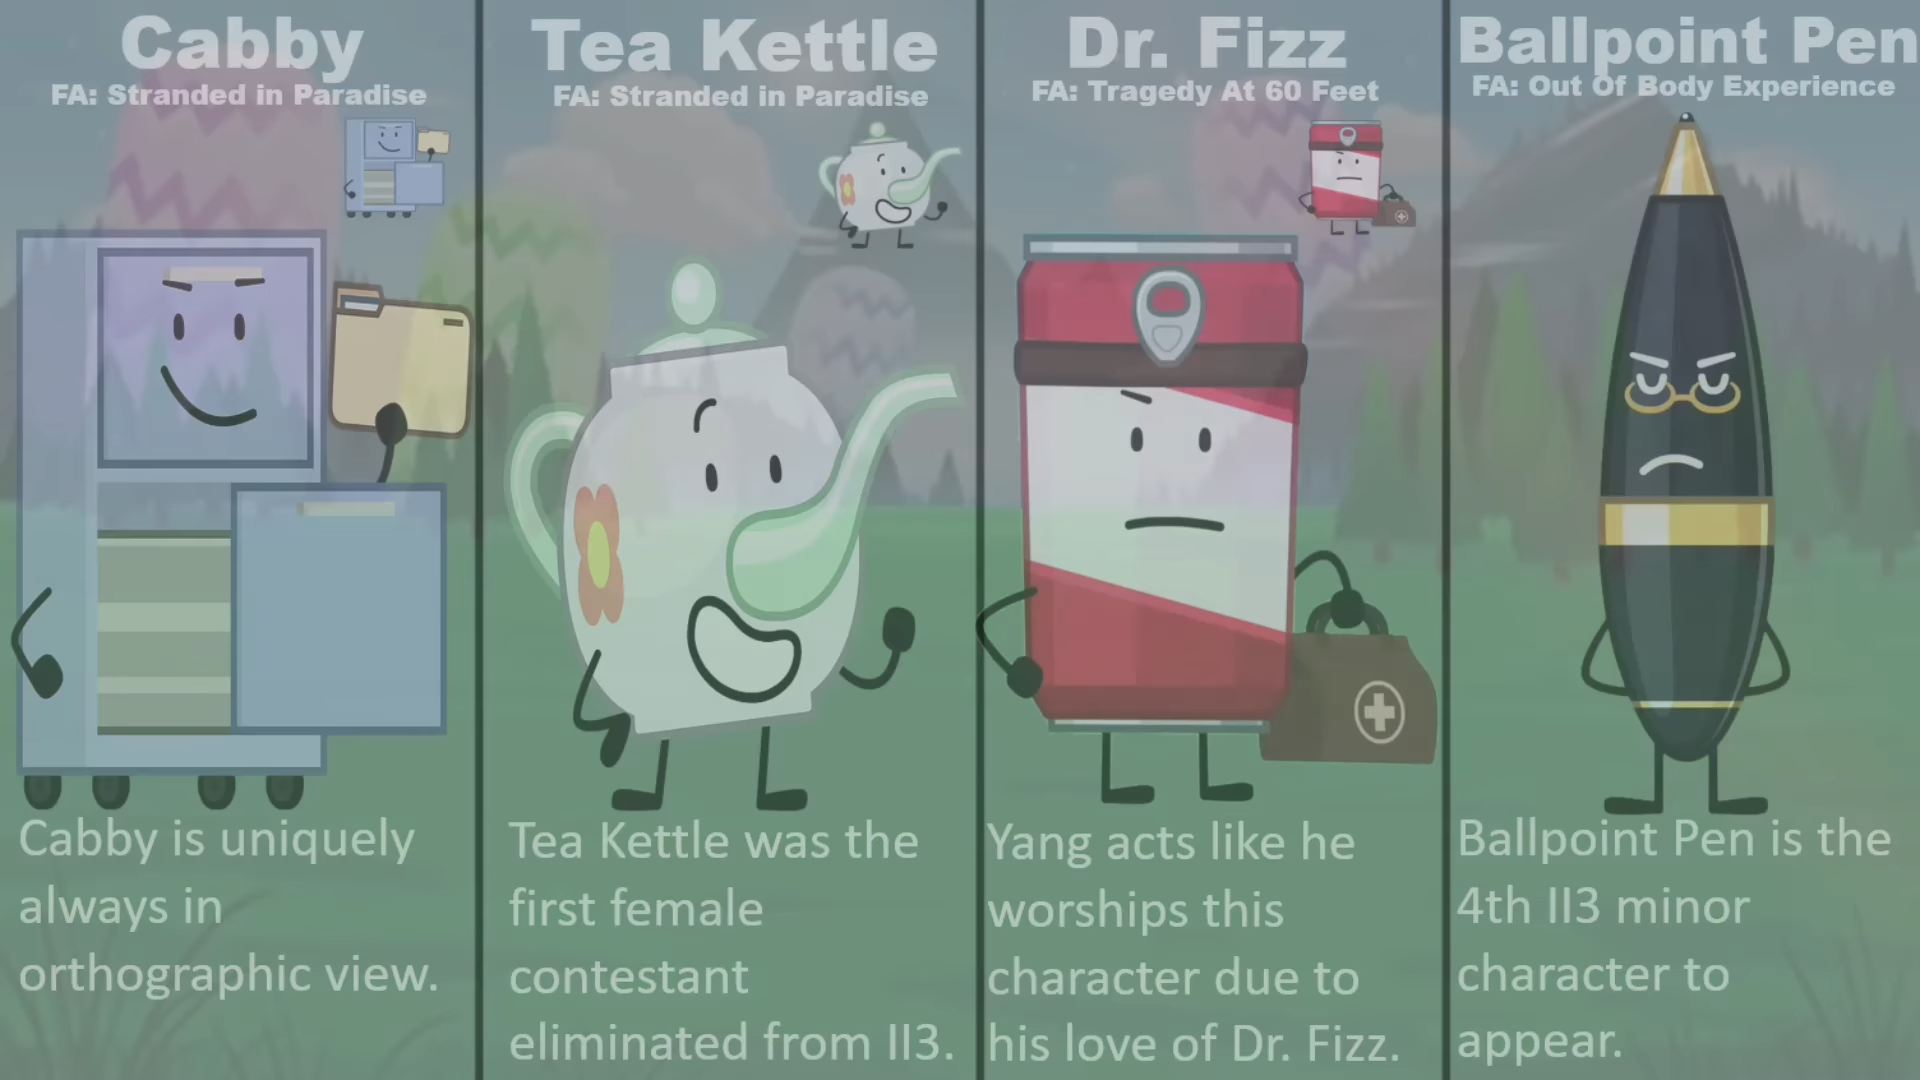 Cabby
FA: Stranded in Paradise
Cabby is uniquely
always in
orthographic view.
Tea Kettle
FA: Stranded in Paradise
Tea Kettle was the
first female
contestant
eliminated from II3.
Dr. Fizz
FA: Tragedy At 60 Feet
Yang acts like he
worships this
character due to
his love of Dr. Fizz.
Ballpoint Pen
FA: Out Of Body Experience
Ballpoint Pen is the
4th II3 minor
character to
appear.